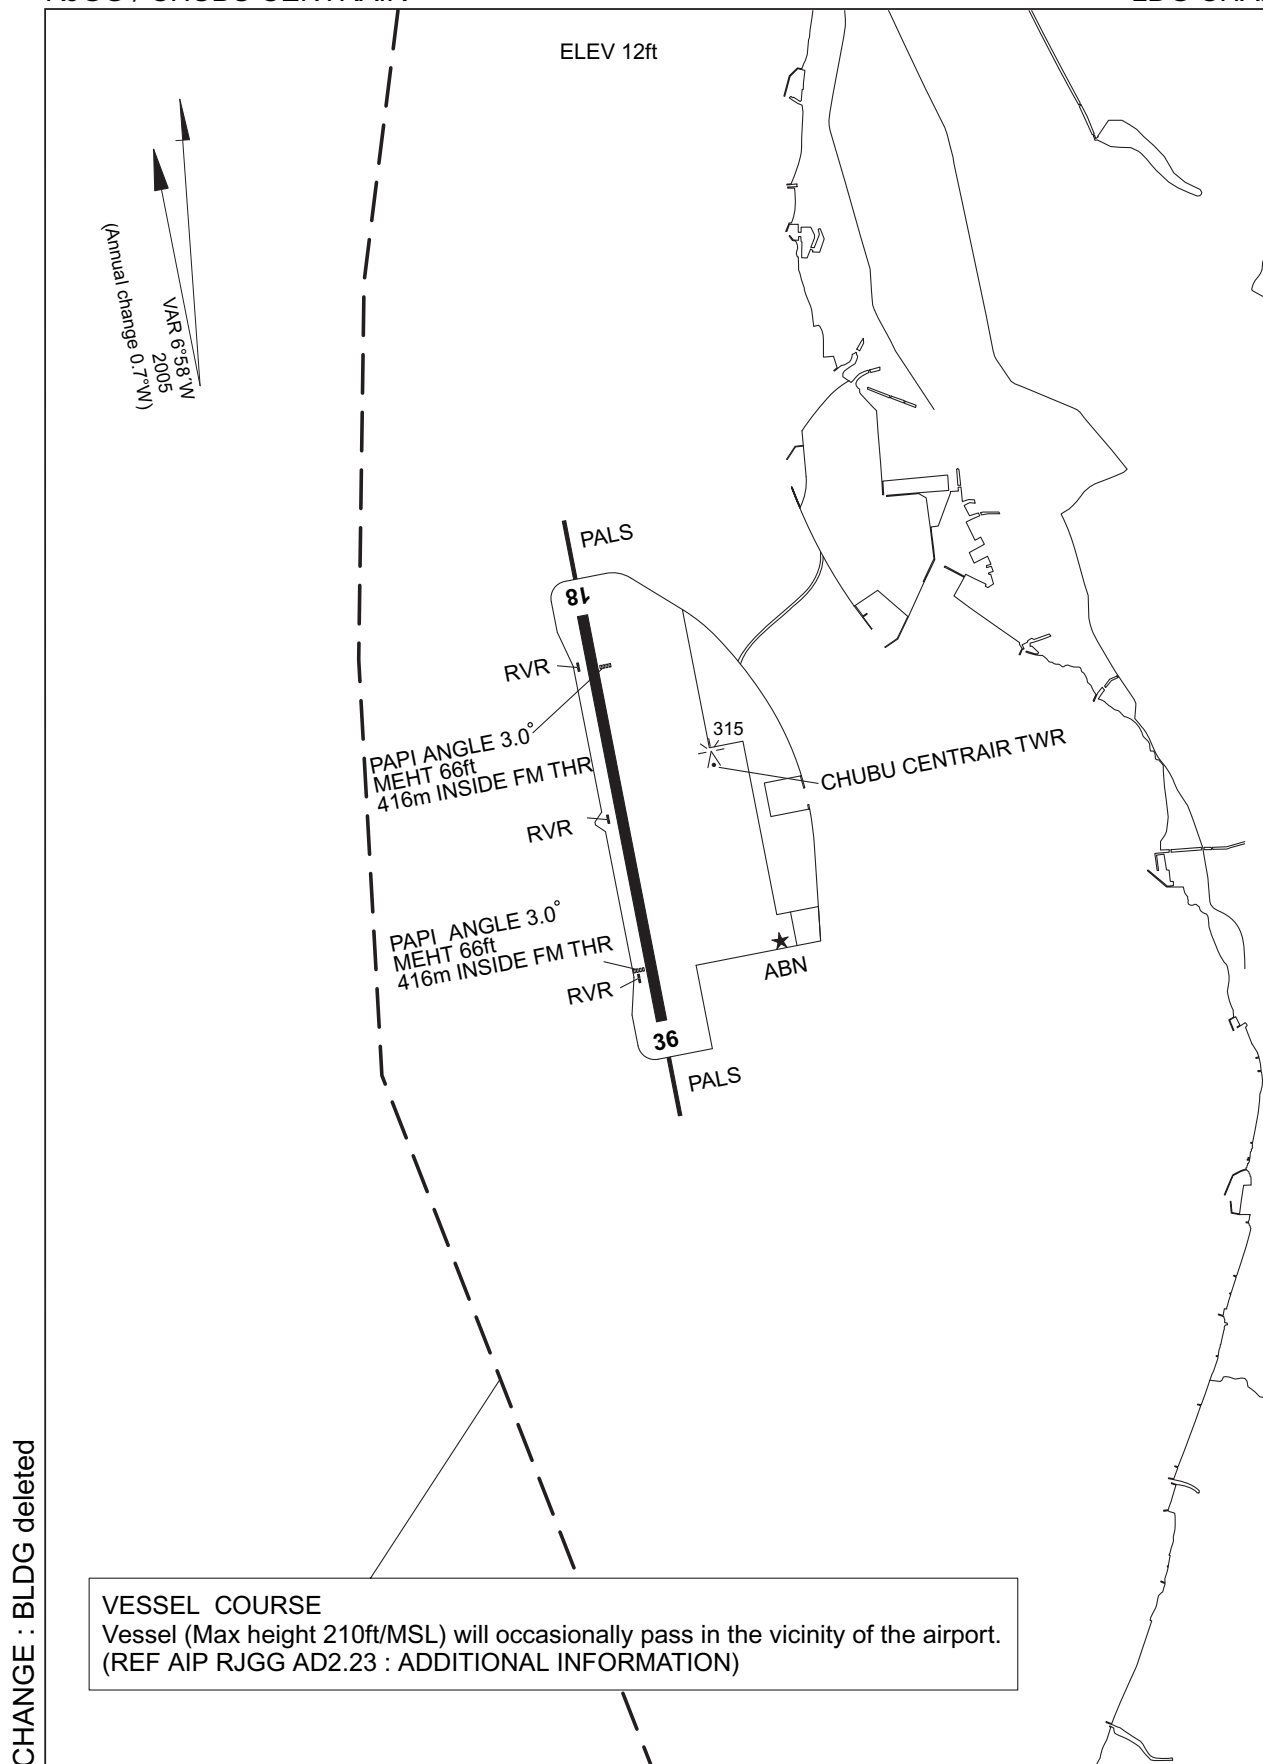 ELEV 12ft
VAR 6°58'W
2005
(Annual change 0.7°W)
PALS
18
RVR
PAPI ANGLE 3.0°
MEHT 66ft
416m INSIDE FM THR
315
CHUBU CENTRAIR TWR
RVR
PAPI ANGLE 3.0°
MEHT 66ft
416m INSIDE FM THR
RVR
ABN
36
PALS
VESSEL COURSE
Vessel (Max height 210ft/MSL) will occasionally pass in the vicinity of the airport.
(REF AIP RJGG AD2.23 : ADDITIONAL INFORMATION)
CHANGE : BLDG deleted